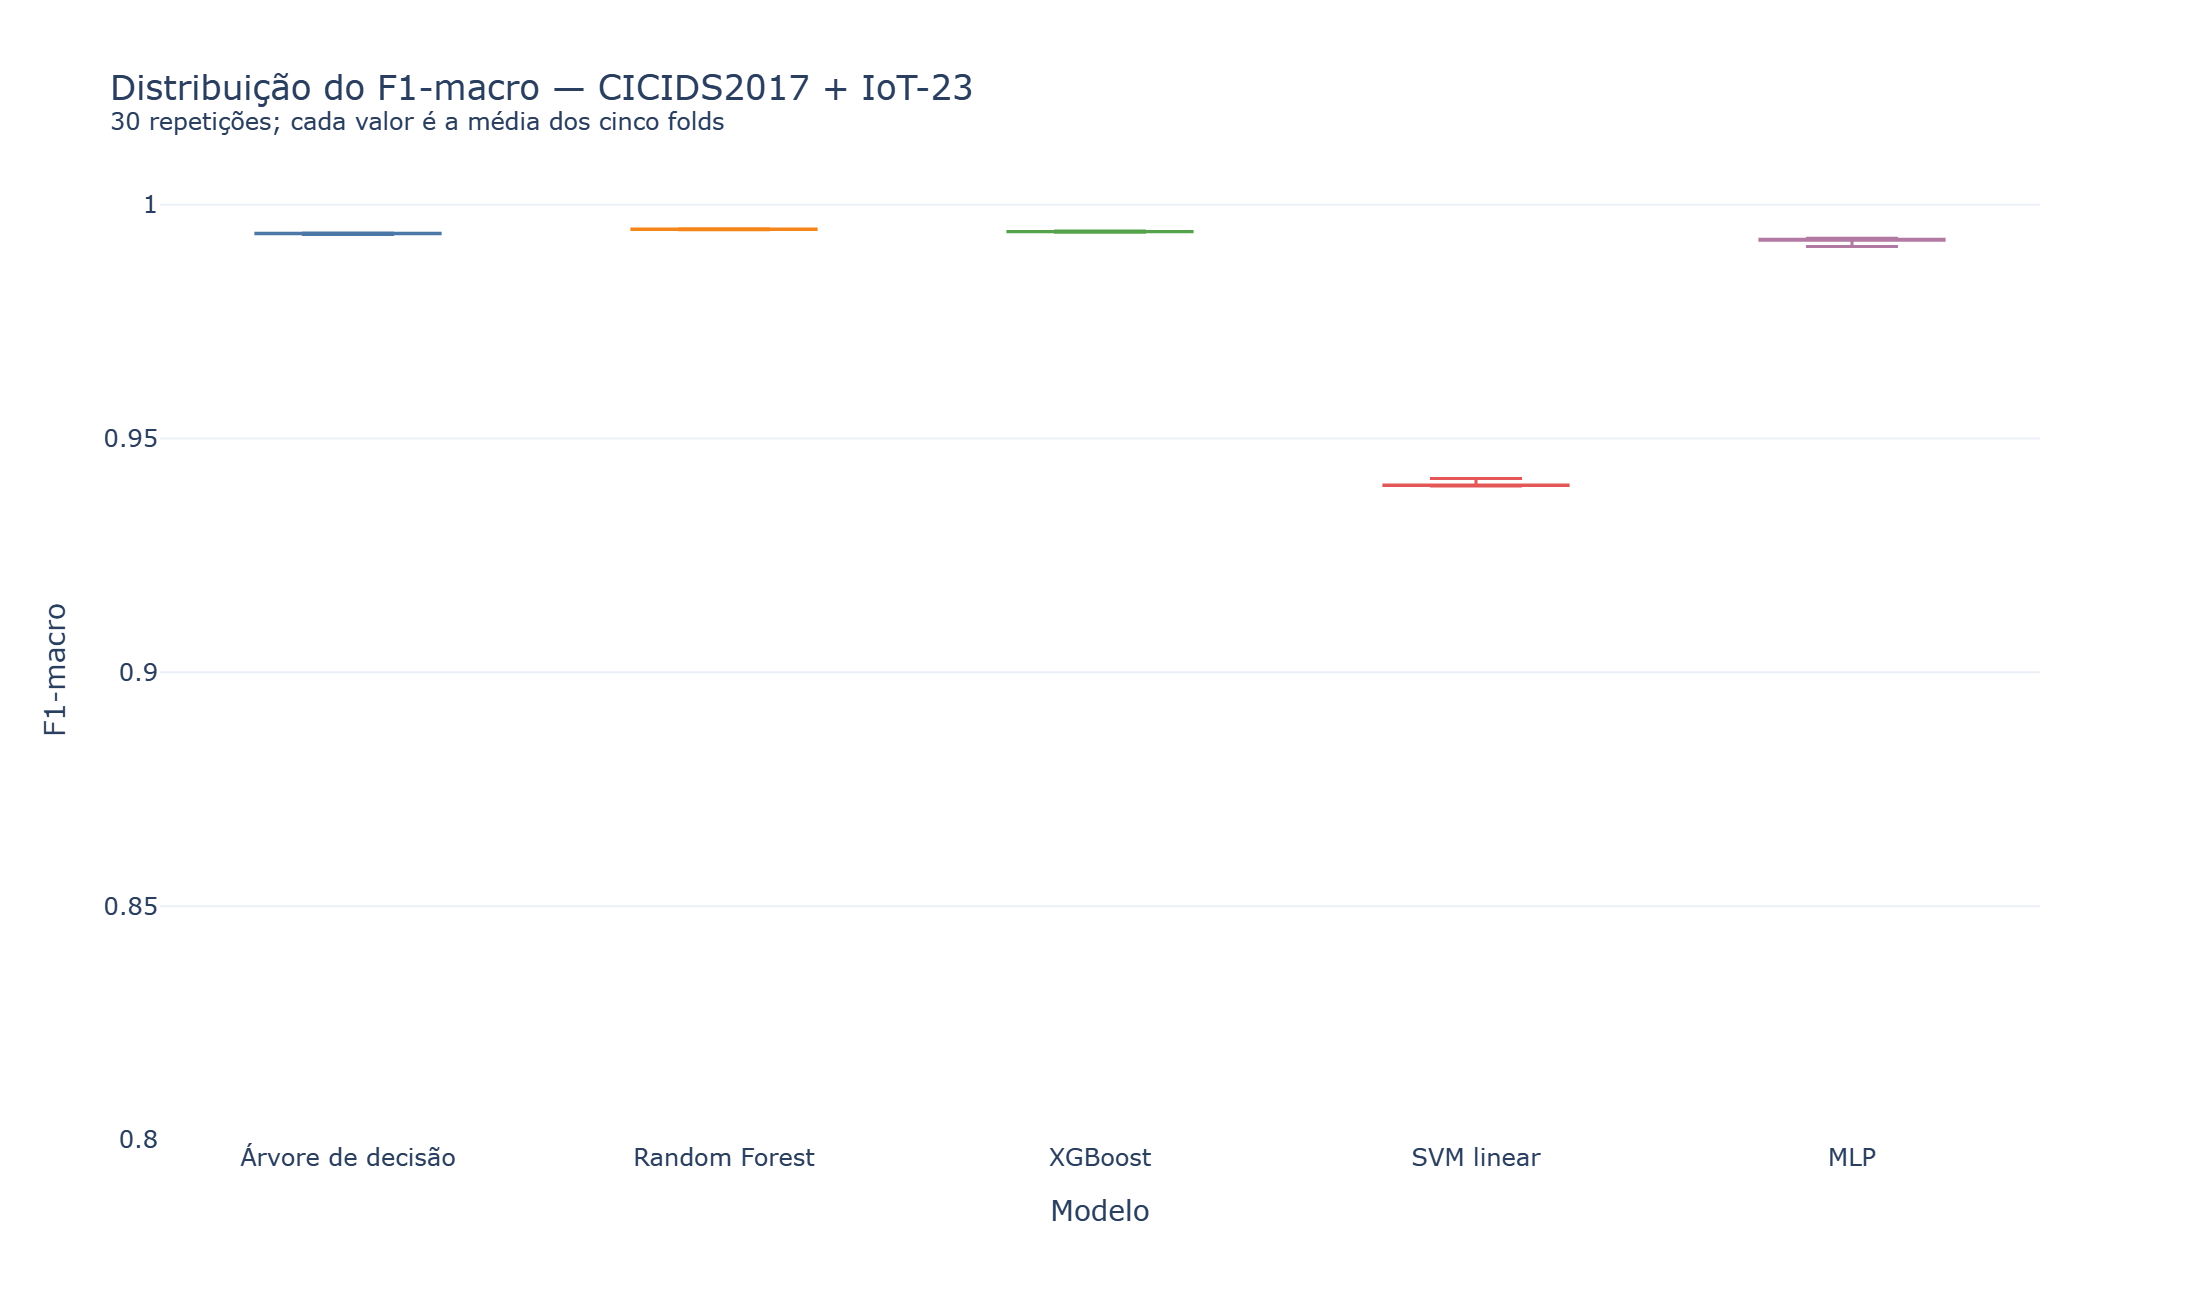 Distribuição do F1-macro — CICIDS2017 + IoT-23
30 repetições; cada valor é a média dos cinco folds
1
0.95
0.9
0.85
0.8
F1-macro
Árvore de decisão
Random Forest
XGBoost
SVM linear
MLP
Modelo